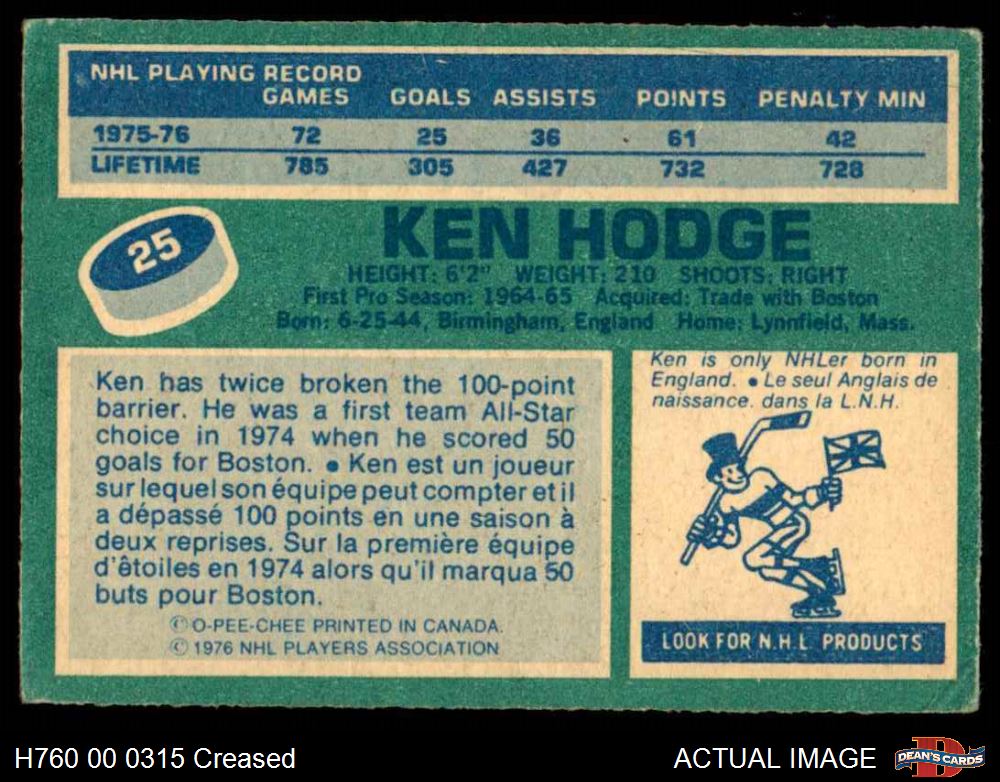 NHL PLAYING RECORD
GAMES GOALS ASSISTS POINTS PENALTY MIN
1975-76 72 25 36 61 42
LIFETIME 785 305 427 732 728
25
KEN HODGE
HEIGHT: 6'2" WEIGHT: 210 SHOOTS: RIGHT
First Pro Season: 1964-65 Acquired: Trade with Boston
Born: 6-25-44, Birmingham, England Home: Lynnfield, Mass.
Ken has twice broken the 100-point
barrier. He was a first team All-Star
choice in 1974 when he scored 50
goals for Boston. • Ken est un joueur
sur lequel son équipe peut compter et il
a dépassé 100 points en une saison à
deux reprises. Sur la première équipe
d'êtoiles en 1974 alors qu'il marqua 50
buts pour Boston.
© O-PEE-CHEE PRINTED IN CANADA.
© 1976 NHL PLAYERS ASSOCIATION
Ken is only NHLer born in
England. • Le seul Anglais de
naissance. dans la L.N.H.
LOOK FOR N.H.L. PRODUCTS
H760 00 0315 Creased
ACTUAL IMAGE
D
DEAN'S CARDS